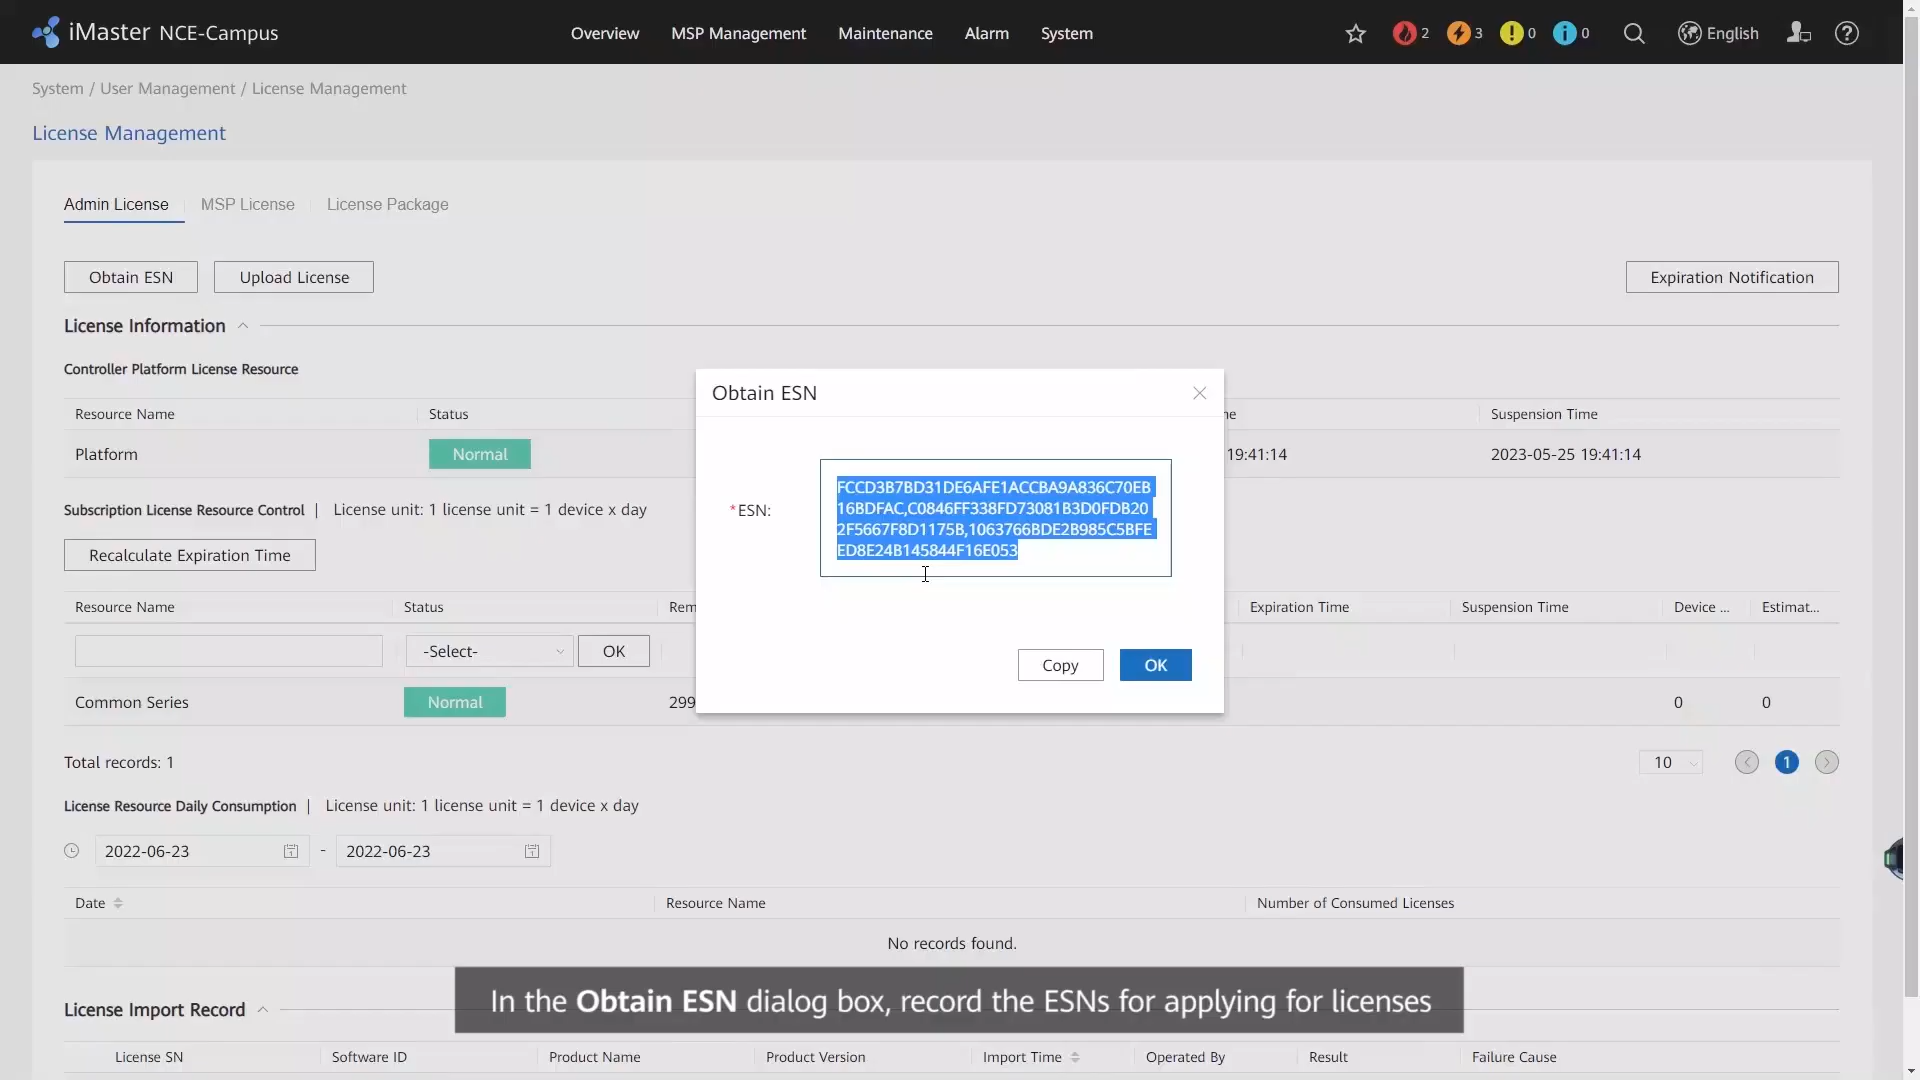 iMaster NCE-Campus Overview MSP Management Maintenance Alarm System 2 3 0 0 English
System / User Management / License Management
License Management
Admin License MSP License License Package
Obtain ESN Upload License Expiration Notification
License Information
Controller Platform License Resource
Resource Name Status Suspension Time
Platform Normal 19:41:14 2023-05-25 19:41:14
Subscription License Resource Control | License unit: 1 license unit = 1 device x day
Recalculate Expiration Time
Resource Name Status Rem Expiration Time Suspension Time Device ... Estimat...
-Select- OK
Common Series Normal 299 0 0
Total records: 1 10 1
License Resource Daily Consumption | License unit: 1 license unit = 1 device x day
2022-06-23 - 2022-06-23
Date Resource Name Number of Consumed Licenses
No records found.
License Import Record
License SN Software ID Product Name Product Version Import Time Operated By Result Failure Cause
Obtain ESN
*ESN:
FCCD3B7BD31DE6AFE1ACCBA9A836C70EB
16BDFAC,C0846FF338FD73081B3D0FDB20
2F5667F8D1175B,1063766BDE2B985C5BFE
ED8E24B145844F16E053
Copy OK
In the Obtain ESN dialog box, record the ESNs for applying for licenses